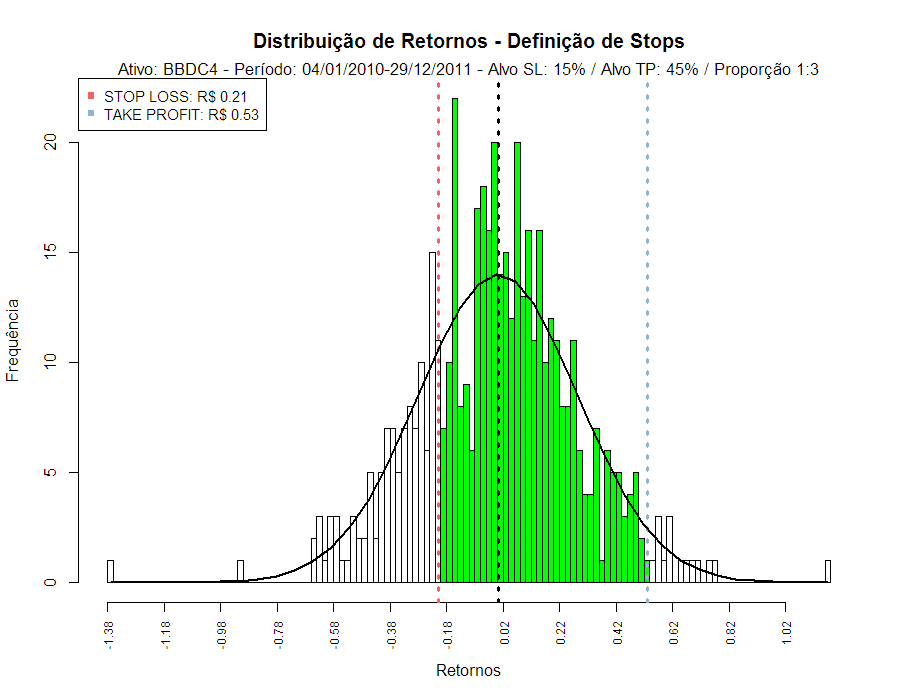 Distribuição de Retornos - Definição de Stops
Ativo: BBDC4 - Período: 04/01/2010-29/12/2011 - Alvo SL: 15% / Alvo TP: 45% / Proporção 1:3
STOP LOSS: R$ 0.21
TAKE PROFIT: R$ 0.53
Frequência
20
15
10
5
0
-1.38 -1.18 -0.98 -0.78 -0.58 -0.38 -0.18 0.02 0.22 0.42 0.62 0.82 1.02
Retornos